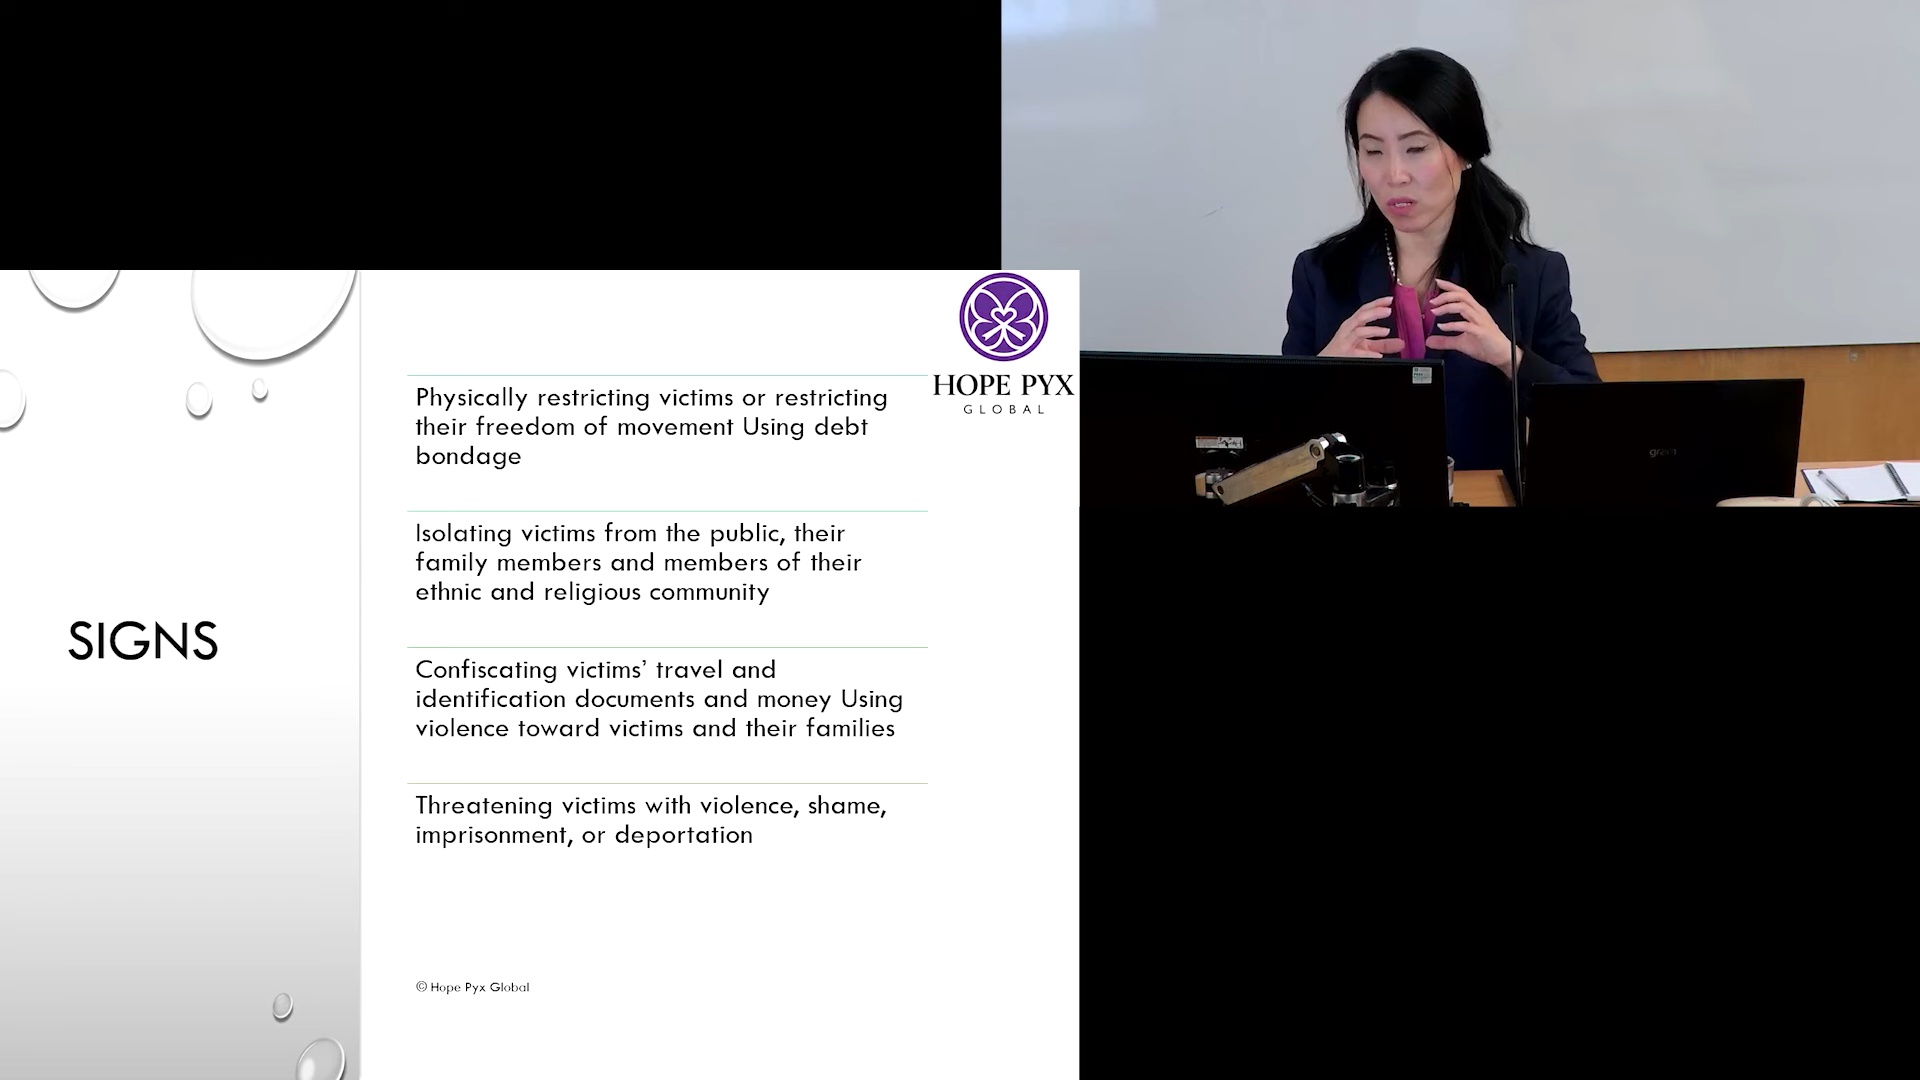 HOPE PYX
GLOBAL
SIGNS
Physically restricting victims or restricting
their freedom of movement Using debt
bondage
Isolating victims from the public, their
family members and members of their
ethnic and religious community
Confiscating victims’ travel and
identification documents and money Using
violence toward victims and their families
Threatening victims with violence, shame,
imprisonment, or deportation
© Hope Pyx Global